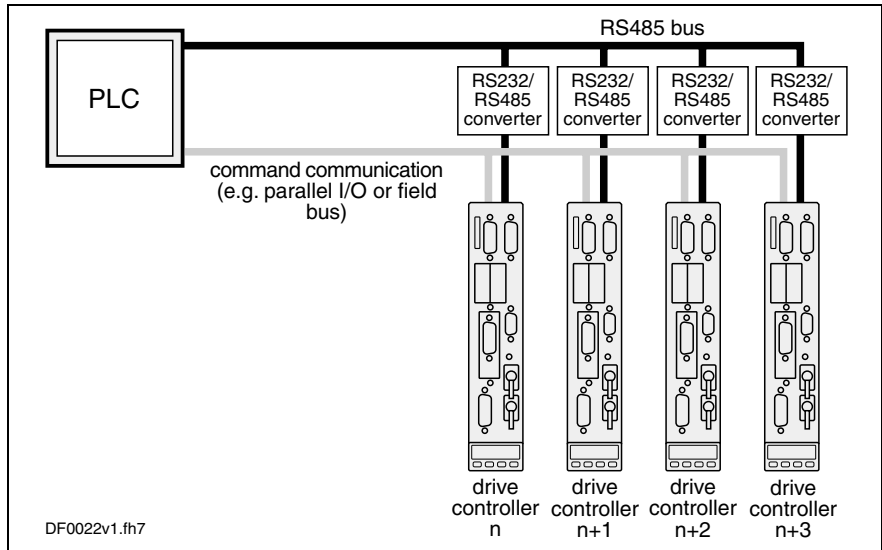 RS485 bus
PLC
RS232/
RS485
converter
RS232/
RS485
converter
RS232/
RS485
converter
RS232/
RS485
converter
command communication
(e.g. parallel I/O or field
bus)
drive
controller
n
drive
controller
n+1
drive
controller
n+2
drive
controller
n+3
DF0022v1.fh7